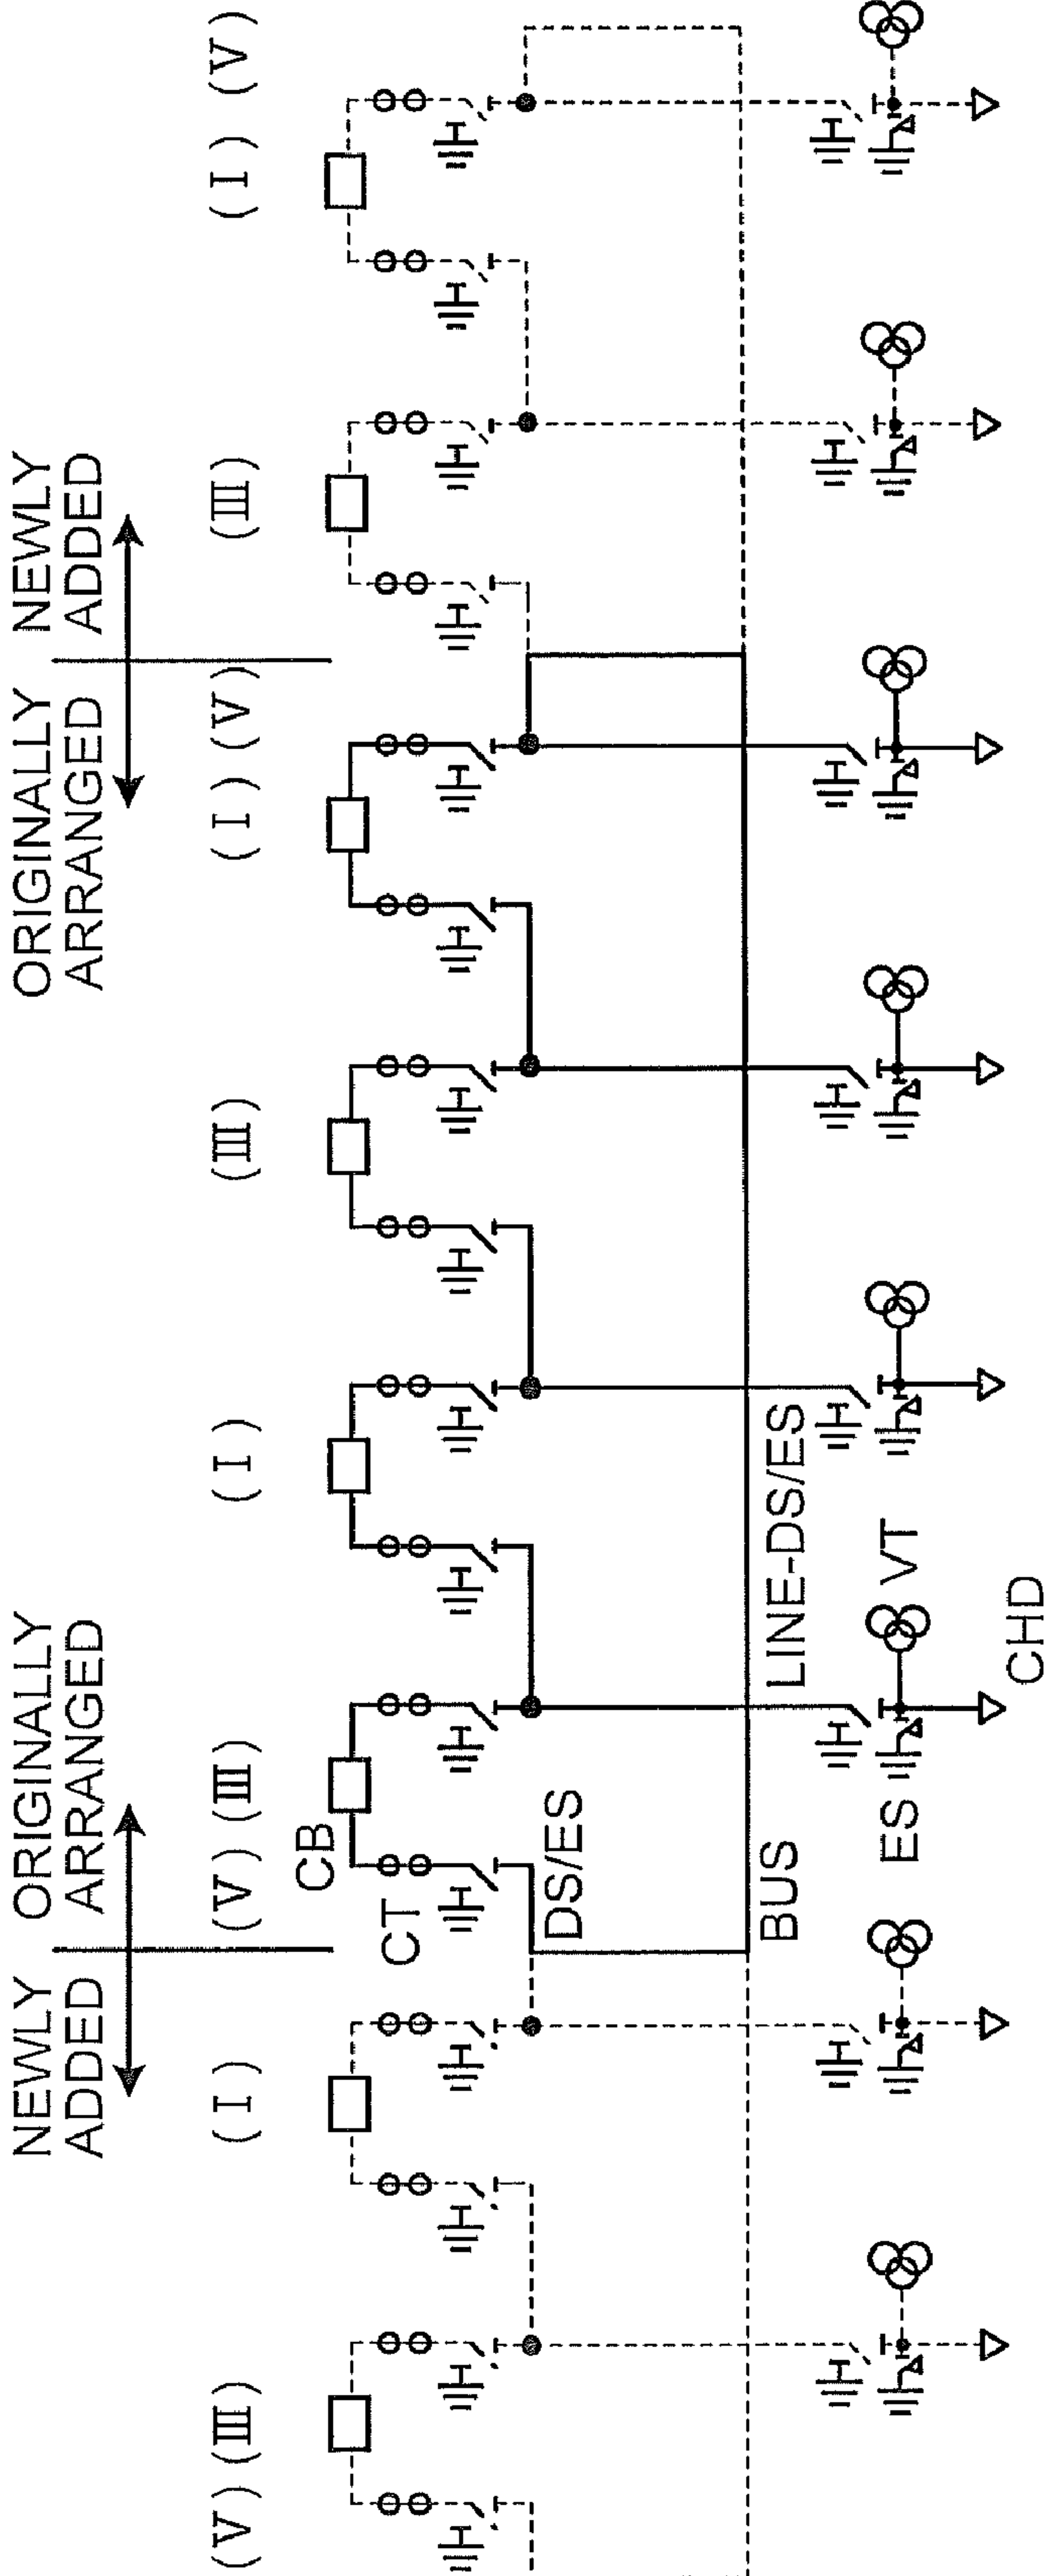 NEWLY ADDED
ORIGINALLY ARRANGED
ORIGINALLY ARRANGED
NEWLY ADDED
(V) (III) (I) (V) (III) (I) (III) (I) (V) (III) (I) (V)
CB
CT
DS/ES
BUS
LINE-DS/ES
ES VT
CHD